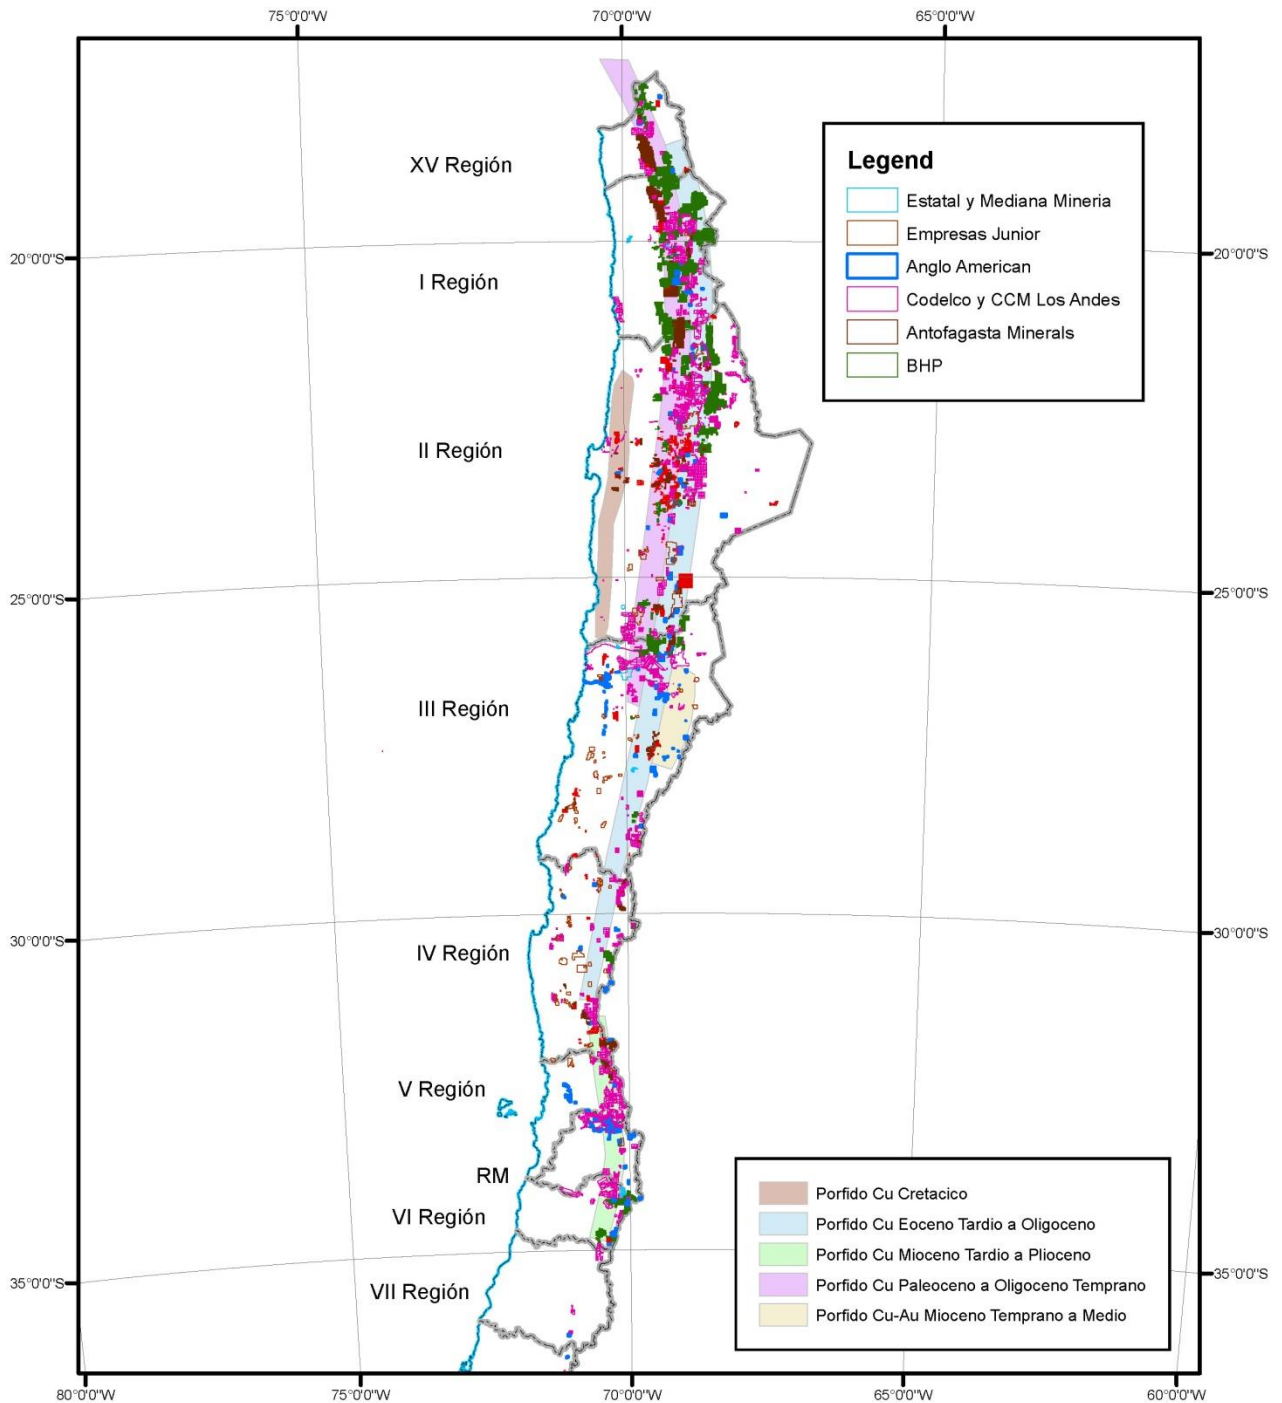 75°0'0"W 70°0'0"W 65°0'0"W
XV Región
Legend
Estatal y Mediana Mineria
Empresas Junior
Anglo American
Codelco y CCM Los Andes
Antofagasta Minerals
BHP
20°0'0"S 20°0'0"S
I Región
II Región
25°0'0"S 25°0'0"S
III Región
30°0'0"S 30°0'0"S
IV Región
V Región
RM
VI Región
VII Región
Porfido Cu Cretacico
Porfido Cu Eoceno Tardio a Oligoceno
Porfido Cu Mioceno Tardio a Plioceno
Porfido Cu Paleoceno a Oligoceno Temprano
Porfido Cu-Au Mioceno Temprano a Medio
35°0'0"S 35°0'0"S
80°0'0"W 75°0'0"W 70°0'0"W 65°0'0"W 60°0'0"W